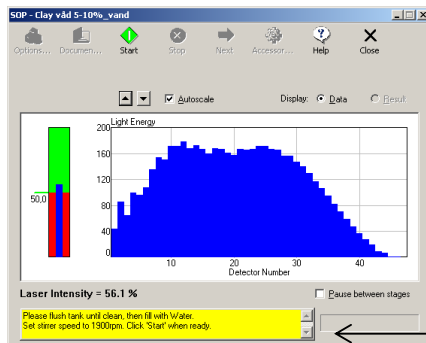 SOP - Clay våd 5-10%_vand
Options... Documen... Start Stop Next Accessor... Help Close
Autoscale Display: Data Result
Light Energy
200
160
120
80
40
0
10 20 30 40
Detector Number
50,0
Laser Intensity = 56.1 %
Pause between stages
Please flush tank until clean, then fill with Water.
Set stirrer speed to 1900rpm. Click 'Start' when ready.